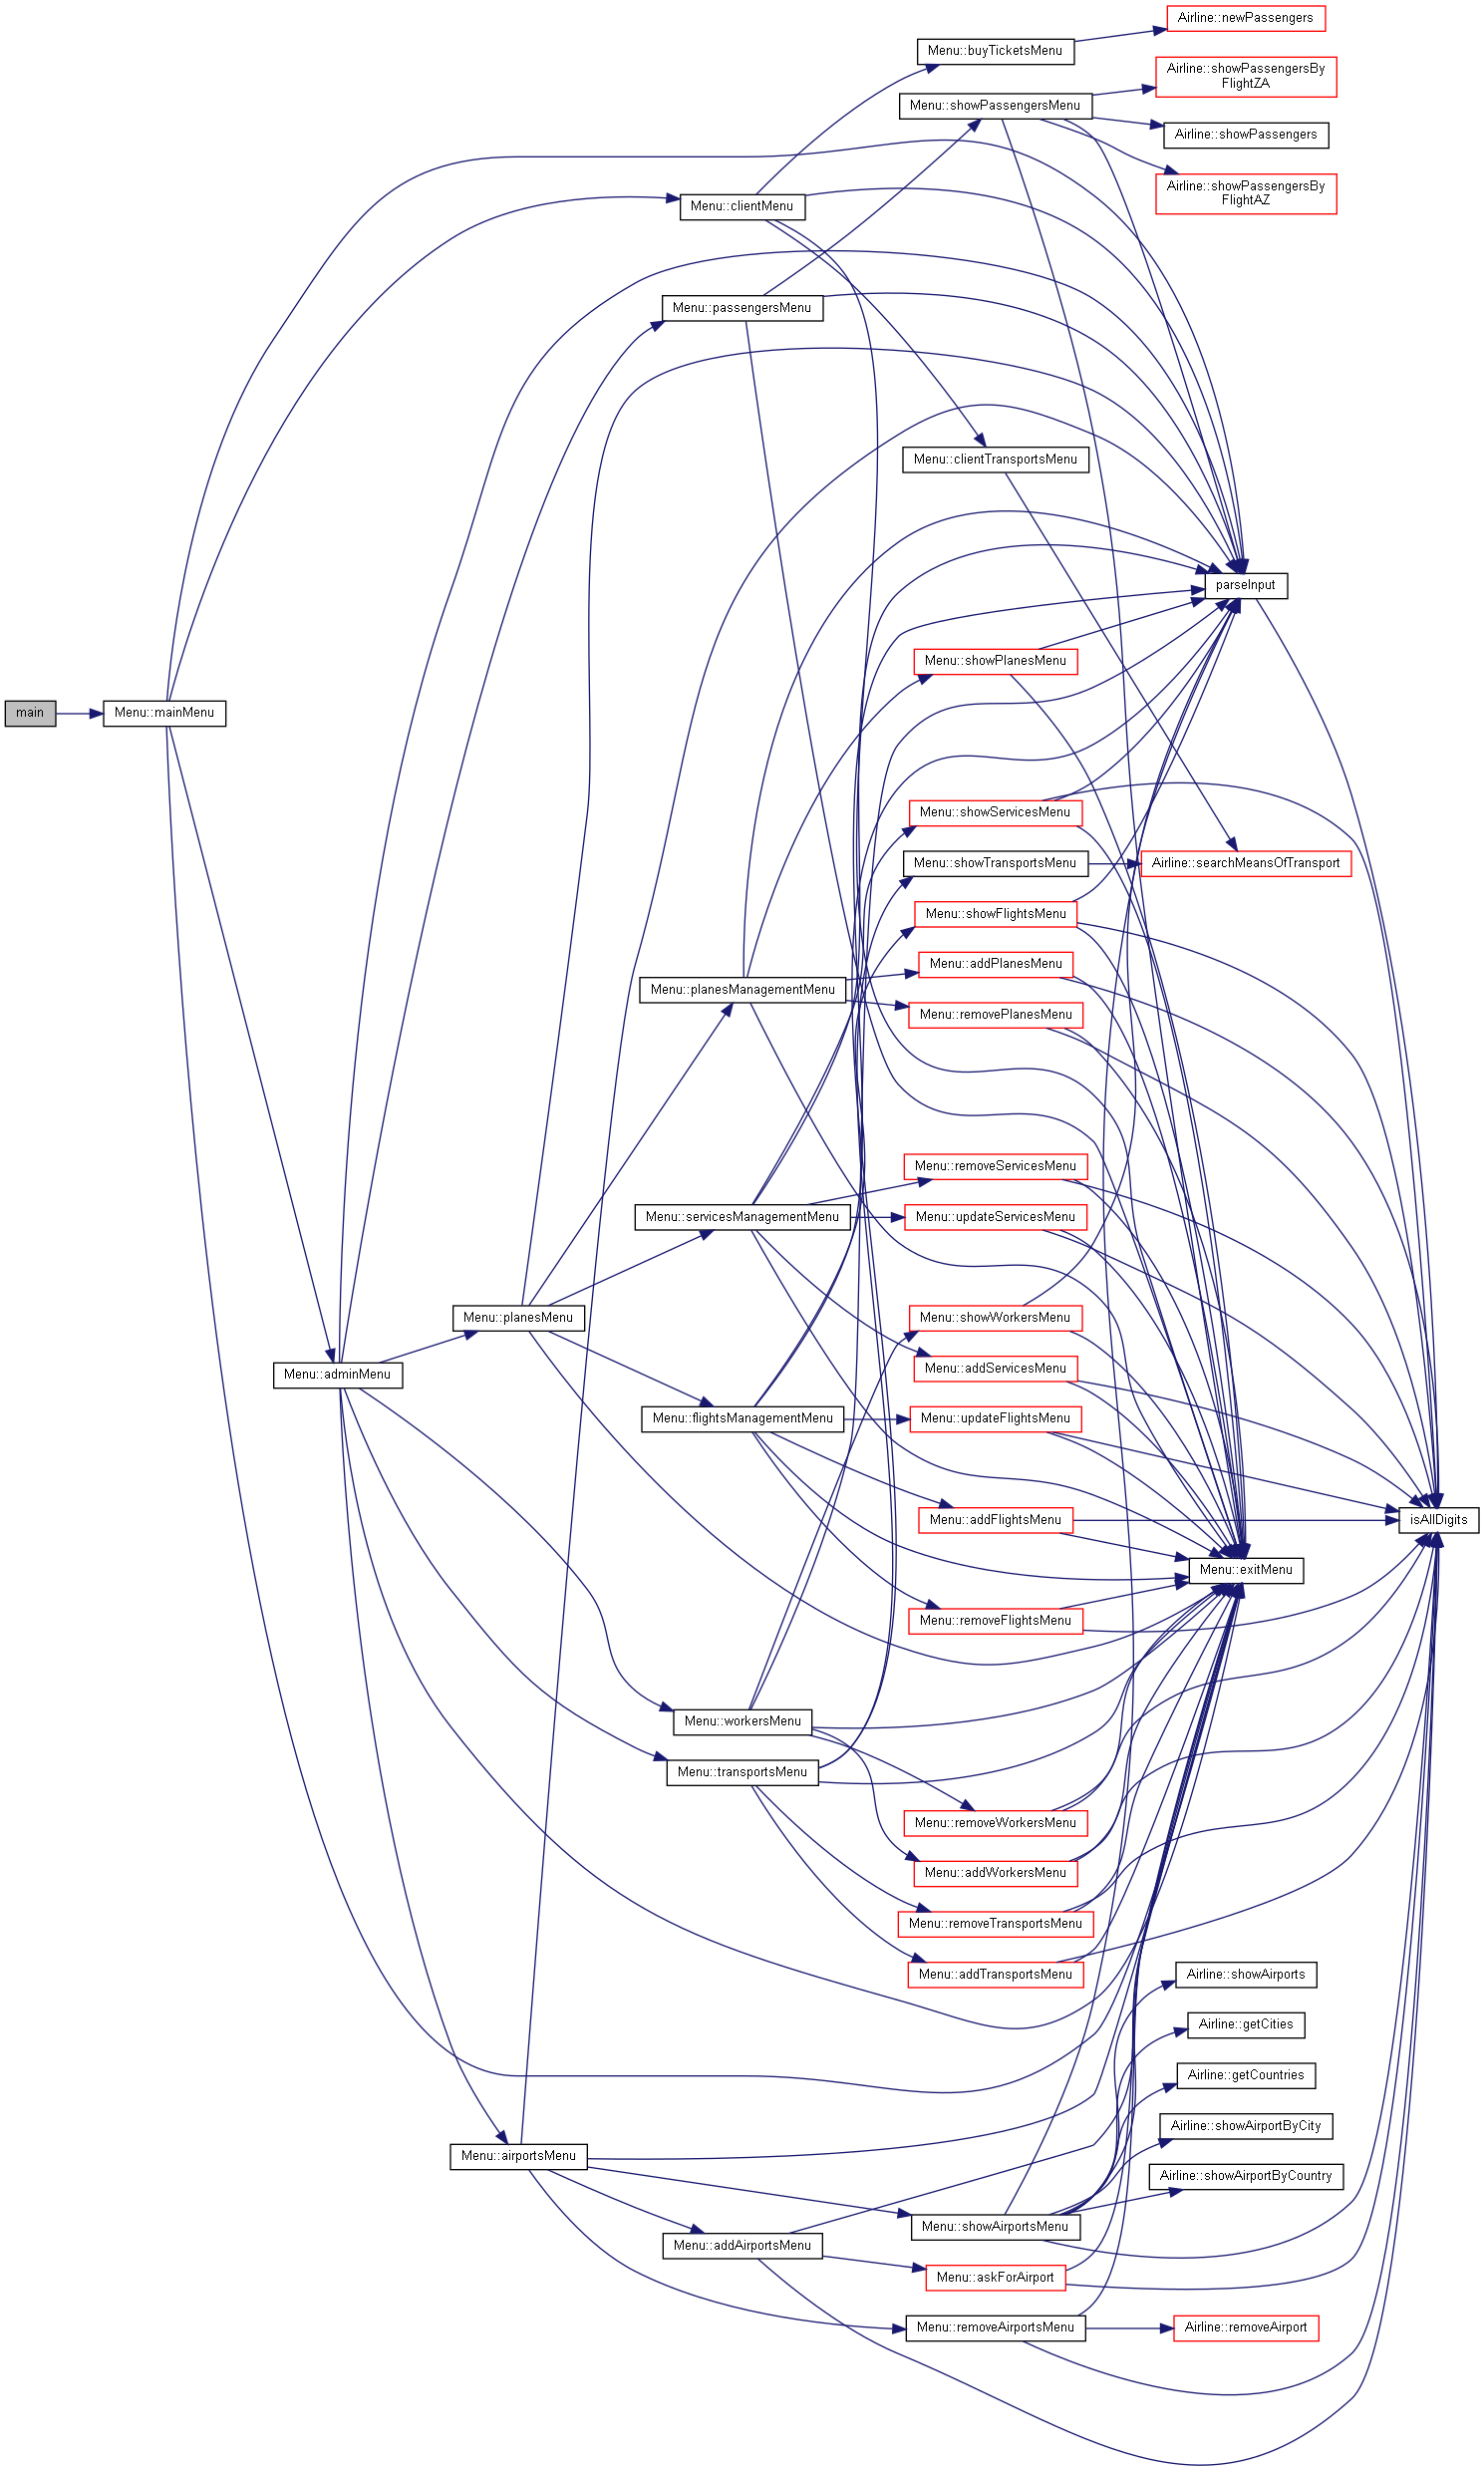 Airline::newPassengers
Menu::buyTicketsMenu
Airline::showPassengersBy
FlightZA
Menu::showPassengersMenu
Airline::showPassengers
Airline::showPassengersBy
FlightAZ
Menu::clientMenu
Menu::passengersMenu
Menu::clientTransportsMenu
parseInput
Menu::showPlanesMenu
main
Menu::mainMenu
Menu::showServicesMenu
Menu::showTransportsMenu
Airline::searchMeansOfTransport
Menu::showFlightsMenu
Menu::addPlanesMenu
Menu::planesManagementMenu
Menu::removePlanesMenu
Menu::removeServicesMenu
Menu::servicesManagementMenu
Menu::updateServicesMenu
Menu::planesMenu
Menu::showWorkersMenu
Menu::adminMenu
Menu::addServicesMenu
Menu::flightsManagementMenu
Menu::updateFlightsMenu
Menu::addFlightsMenu
isAllDigits
Menu::exitMenu
Menu::removeFlightsMenu
Menu::workersMenu
Menu::transportsMenu
Menu::removeWorkersMenu
Menu::addWorkersMenu
Menu::removeTransportsMenu
Menu::addTransportsMenu
Airline::showAirports
Airline::getCities
Airline::getCountries
Airline::showAirportByCity
Menu::airportsMenu
Airline::showAirportByCountry
Menu::showAirportsMenu
Menu::addAirportsMenu
Menu::askForAirport
Menu::removeAirportsMenu
Airline::removeAirport